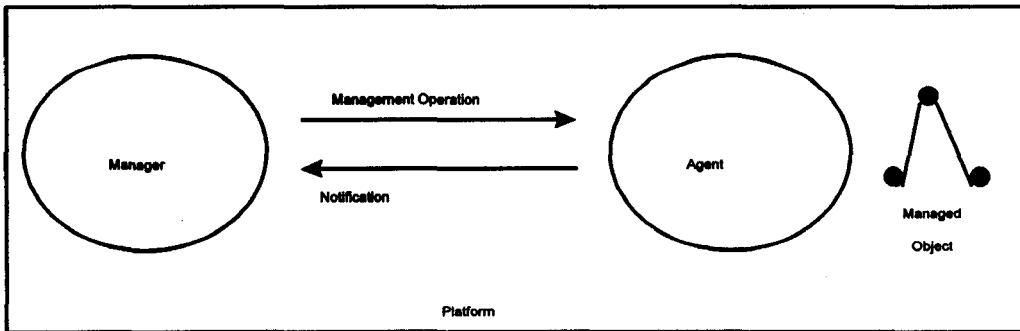 Management Operation
Manager
Agent
Notification
Managed
Object
Platform